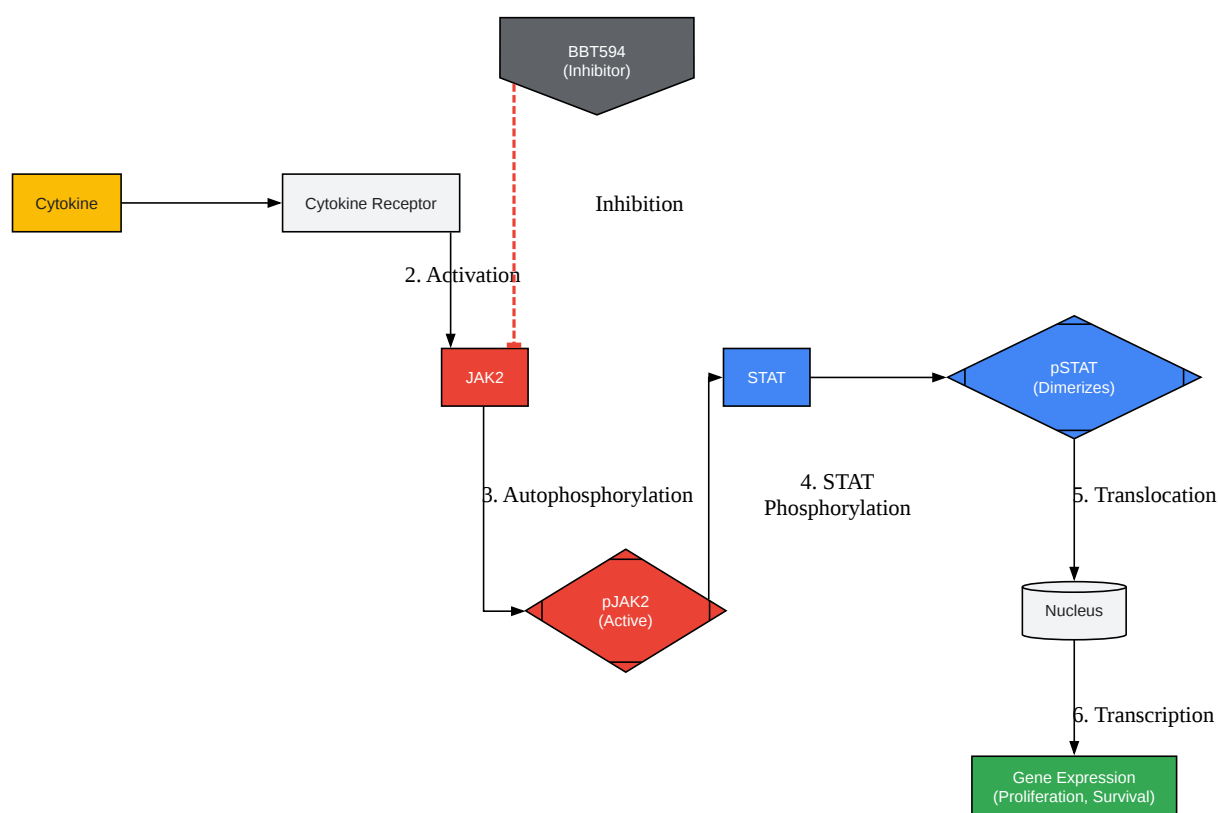 BBT594
(Inhibitor)
Cytokine
Cytokine Receptor
Inhibition
2. Activation
JAK2
STAT
pSTAT
(Dimerizes)
3. Autophosphorylation
4. STAT
Phosphorylation
5. Translocation
pJAK2
(Active)
Nucleus
6. Transcription
Gene Expression
(Proliferation, Survival)